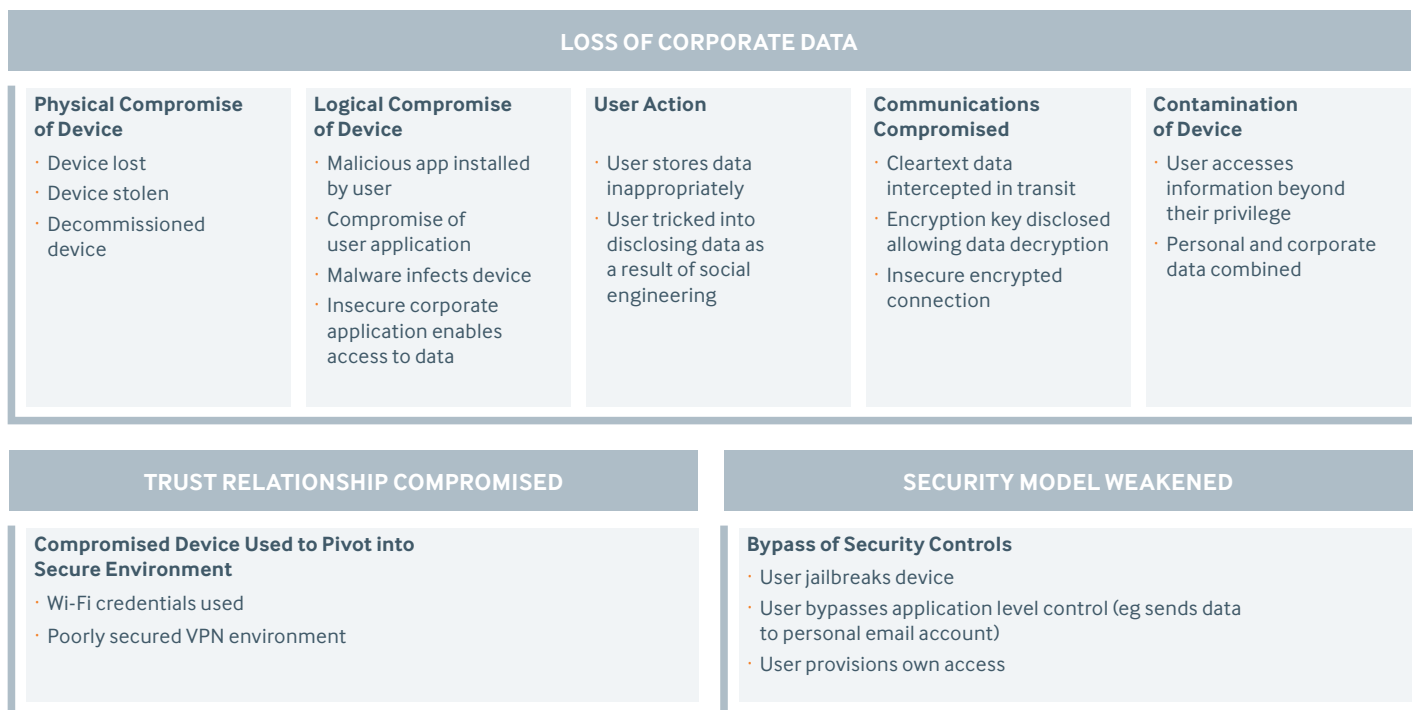 LOSS OF CORPORATE DATA
Physical Compromise
of Device
· Device lost
· Device stolen
· Decommissioned
device
Logical Compromise
of Device
· Malicious app installed
by user
· Compromise of
user application
· Malware infects device
· Insecure corporate
application enables
access to data
User Action
· User stores data
inappropriately
· User tricked into
disclosing data as
a result of social
engineering
Communications
Compromised
· Cleartext data
intercepted in transit
· Encryption key disclosed
allowing data decryption
· Insecure encrypted
connection
Contamination
of Device
· User accesses
information beyond
their privilege
· Personal and corporate
data combined
TRUST RELATIONSHIP COMPROMISED
Compromised Device Used to Pivot into
Secure Environment
· Wi-Fi credentials used
· Poorly secured VPN environment
SECURITY MODEL WEAKENED
Bypass of Security Controls
· User jailbreaks device
· User bypasses application level control (eg sends data
to personal email account)
· User provisions own access